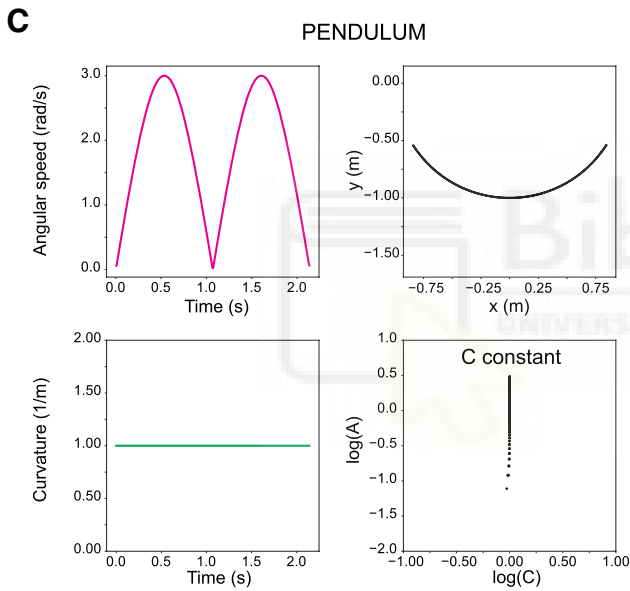 C
PENDULUM
Angular speed (rad/s)
3.0
2.0
1.0
0.0
0.0 0.5 1.0 1.5 2.0
Time (s)
y (m)
0.00
−0.50
−1.00
−1.50
−0.75 −0.25 0.25 0.75
x (m)
Curvature (1/m)
2.00
1.50
1.00
0.50
0.00
0.0 0.5 1.0 1.5 2.0
Time (s)
C constant
log(A)
1.0
0.5
0.0
−0.5
−1.0
−1.5
−2.0
−1.00 −0.50 0.00 0.50 1.00
log(C)
Bib
UNIVERS